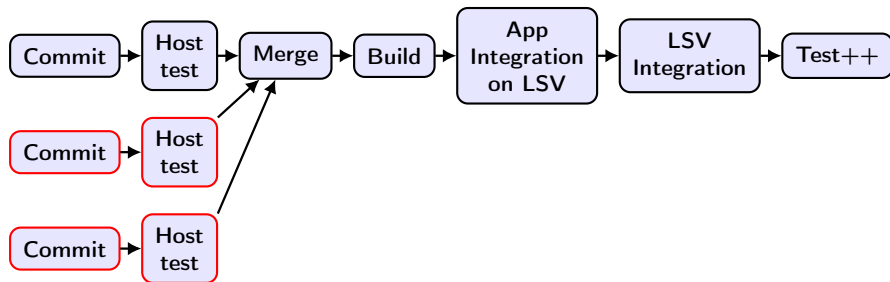 Commit
Host
test
Merge
Build
App
Integration
on LSV
LSV
Integration
Test++
Commit
Host
test
Commit
Host
test